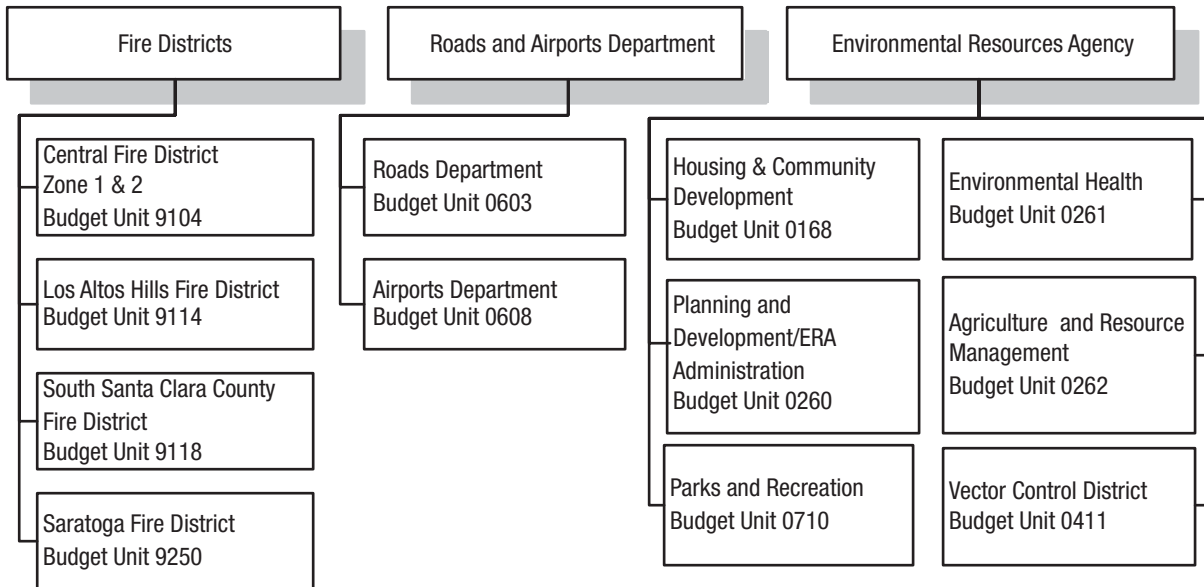 Fire Districts
Central Fire District
Zone 1 & 2
Budget Unit 9104
Los Altos Hills Fire District
Budget Unit 9114
South Santa Clara County
Fire District
Budget Unit 9118
Saratoga Fire District
Budget Unit 9250
Roads and Airports Department
Roads Department
Budget Unit 0603
Airports Department
Budget Unit 0608
Environmental Resources Agency
Housing & Community
Development
Budget Unit 0168
Planning and
Development/ERA
Administration
Budget Unit 0260
Parks and Recreation
Budget Unit 0710
Environmental Health
Budget Unit 0261
Agriculture and Resource
Management
Budget Unit 0262
Vector Control District
Budget Unit 0411